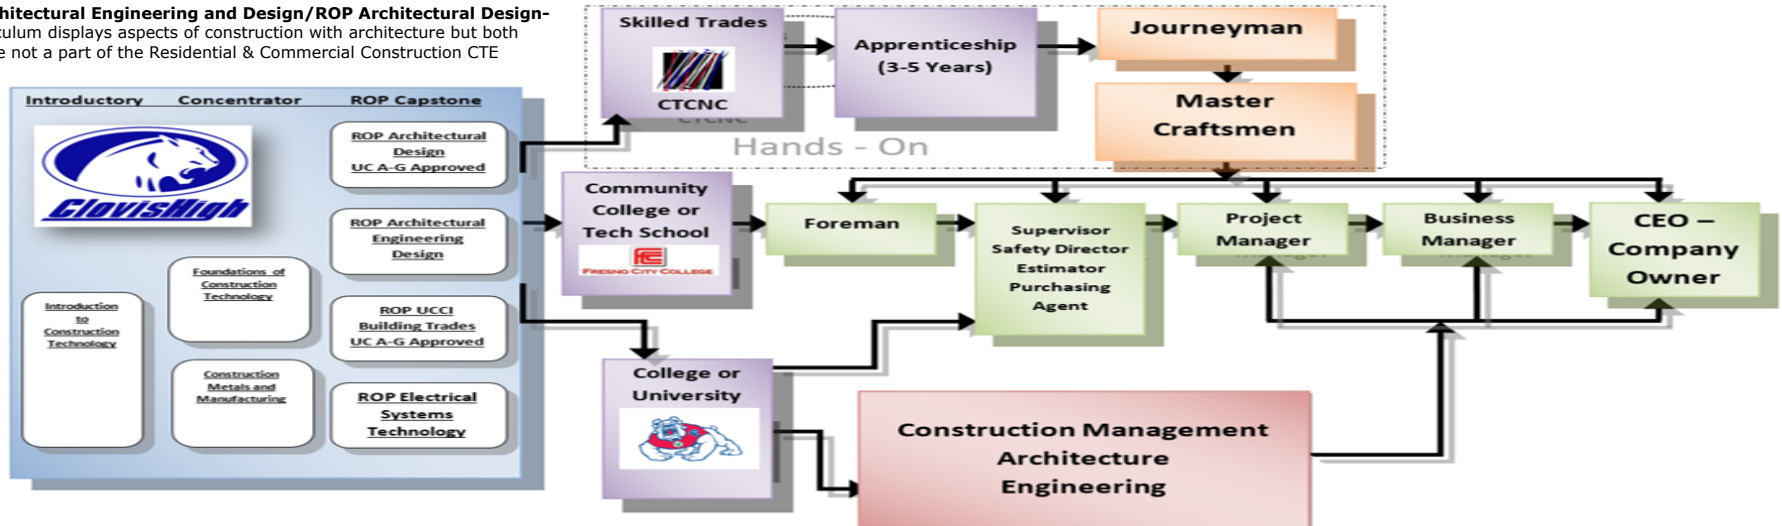 hitectural Engineering and Design/ROP Architectural Design-
culum displays aspects of construction with architecture but both
e not a part of the Residential & Commercial Construction CTE
Introductory
Concentrator
ROP Capstone
ClovisHigh
Introduction
to
Construction
Technology
Foundations of
Construction
Technology
Construction
Metals and
Manufacturing
ROP Architectural
Design
UC A-G Approved
ROP Architectural
Engineering
Design
ROP UCCI
Building Trades
UC A-G Approved
ROP Electrical
Systems
Technology
Skilled Trades
CTCNC
Apprenticeship
(3-5 Years)
Journeyman
Master
Craftsmen
Hands - On
Community
College or
Tech School
FCC
FRESNO CITY COLLEGE
Foreman
Supervisor
Safety Director
Estimator
Purchasing
Agent
Project
Manager
Business
Manager
CEO –
Company
Owner
College or
University
Construction Management
Architecture
Engineering